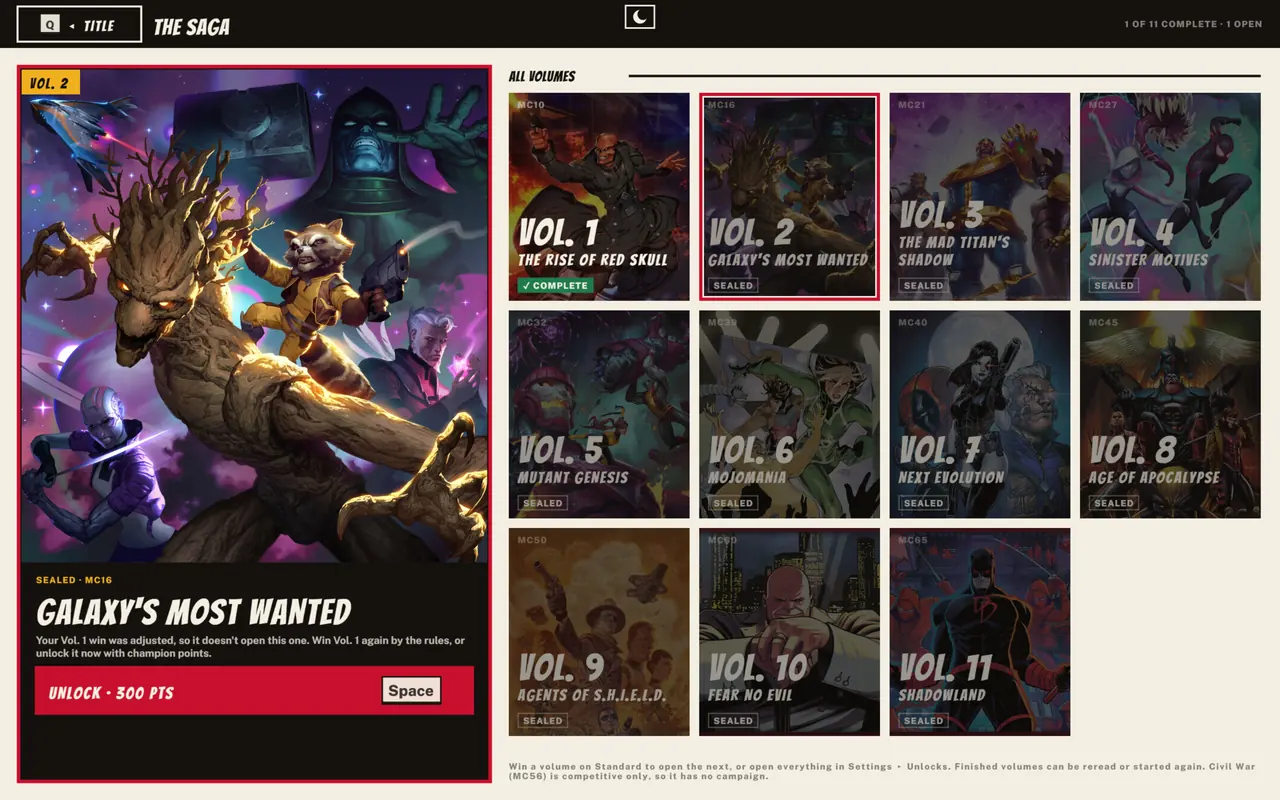 Q ◂ TITLE
THE SAGA
1 OF 11 COMPLETE · 1 OPEN
VOL. 2
SEALED · MC16
GALAXY'S MOST WANTED
Your Vol. 1 win was adjusted, so it doesn't open this one. Win Vol. 1 again by the rules, or
unlock it now with champion points.
UNLOCK · 300 PTS
Space
ALL VOLUMES
MC10
VOL. 1
THE RISE OF RED SKULL
✓ COMPLETE
MC16
VOL. 2
GALAXY'S MOST WANTED
SEALED
MC21
VOL. 3
THE MAD TITAN'S
SHADOW
SEALED
MC27
VOL. 4
SINISTER MOTIVES
SEALED
MC32
VOL. 5
MUTANT GENESIS
SEALED
VOL. 6
MOJOMANIA
SEALED
MC40
VOL. 7
NEXT EVOLUTION
SEALED
MC45
VOL. 8
AGE OF APOCALYPSE
SEALED
MC50
VOL. 9
AGENTS OF S.H.I.E.L.D.
SEALED
MC60
VOL. 10
FEAR NO EVIL
SEALED
MC65
VOL. 11
SHADOWLAND
SEALED
Win a volume on Standard to open the next, or open everything in Settings • Unlocks. Finished volumes can be reread or started again. Civil War
(MC56) is competitive only, so it has no campaign.